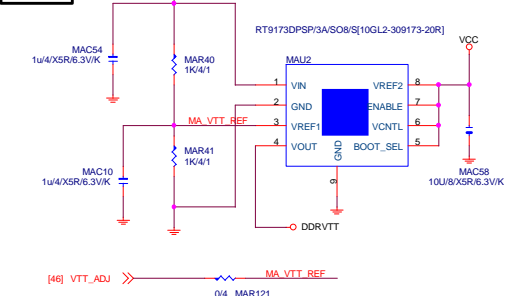 RT9173DPSP/3A/SO8/S[10GL2-309173-20R]
VCC
MAC54
1u/4/X5R/6.3V/K
MAR40
1K/4/1
MAU2
1 VIN VREF2 8
2 GND ENABLE 7
MA_VTT_REF 3 VREF1 VCNTL 6
4 VOUT BOOT_SEL 5
GND
9
MAR41
1K/4/1
MAC10
1u/4/X5R/6.3V/K
MAC58
10U/8/X5R/6.3V/K
DDRVTT
[46] VTT_ADJ MA_VTT_REF
0/4 MAR121